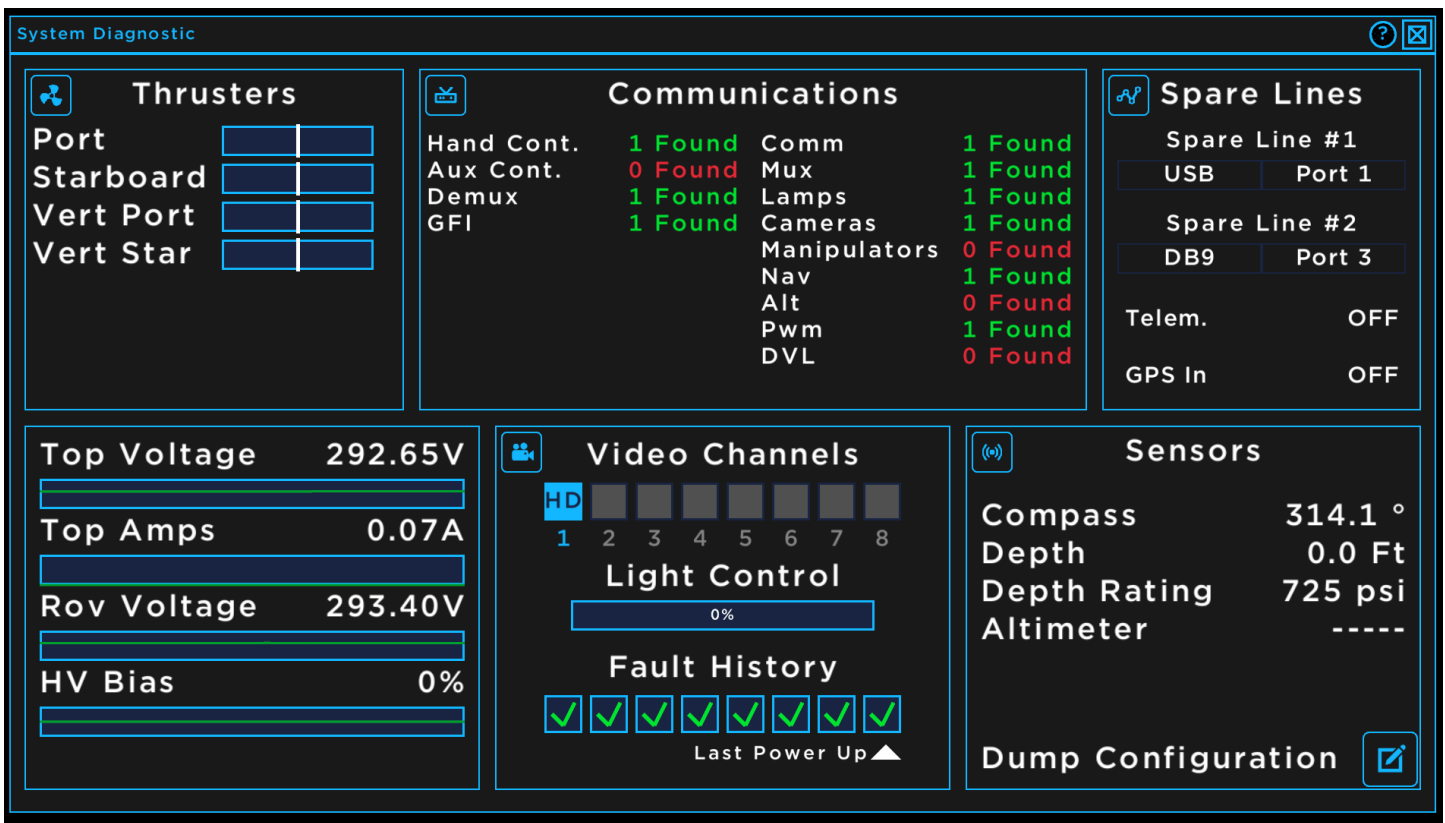 System Diagnostic
?
Thrusters
Port
Starboard
Vert Port
Vert Star
Communications
Hand Cont. 1 Found
Aux Cont. 0 Found
Demux 1 Found
GFI 1 Found
Comm 1 Found
Mux 1 Found
Lamps 1 Found
Cameras 1 Found
Manipulators 0 Found
Nav 1 Found
Alt 0 Found
Pwm 1 Found
DVL 0 Found
Spare Lines
Spare Line #1
USB Port 1
Spare Line #2
DB9 Port 3
Telem. OFF
GPS In OFF
Top Voltage 292.65V
Top Amps 0.07A
Rov Voltage 293.40V
HV Bias 0%
Video Channels
HD
1 2 3 4 5 6 7 8
Light Control
0%
Fault History
Last Power Up
Sensors
Compass 314.1 °
Depth 0.0 Ft
Depth Rating 725 psi
Altimeter -----
Dump Configuration